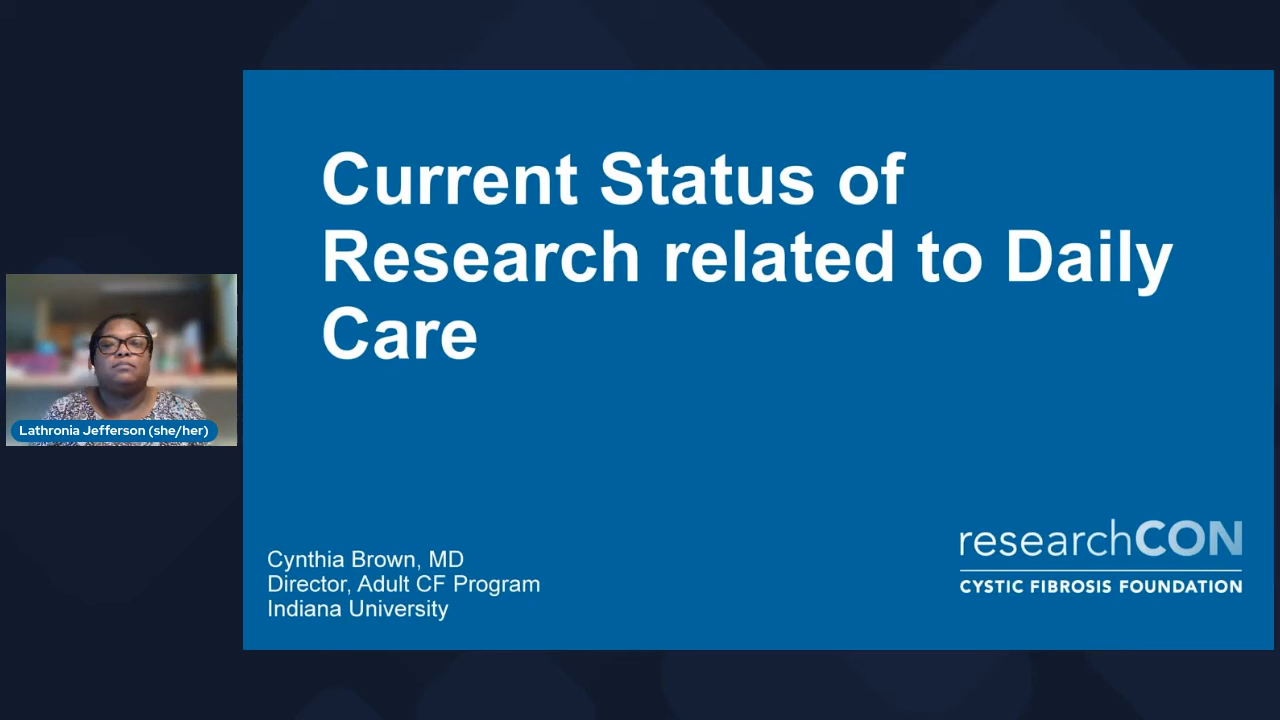 Current Status of
Research related to Daily
Care
Lathronia Jefferson (she/her)
Cynthia Brown, MD
Director, Adult CF Program
Indiana University
researchCON
CYSTIC FIBROSIS FOUNDATION